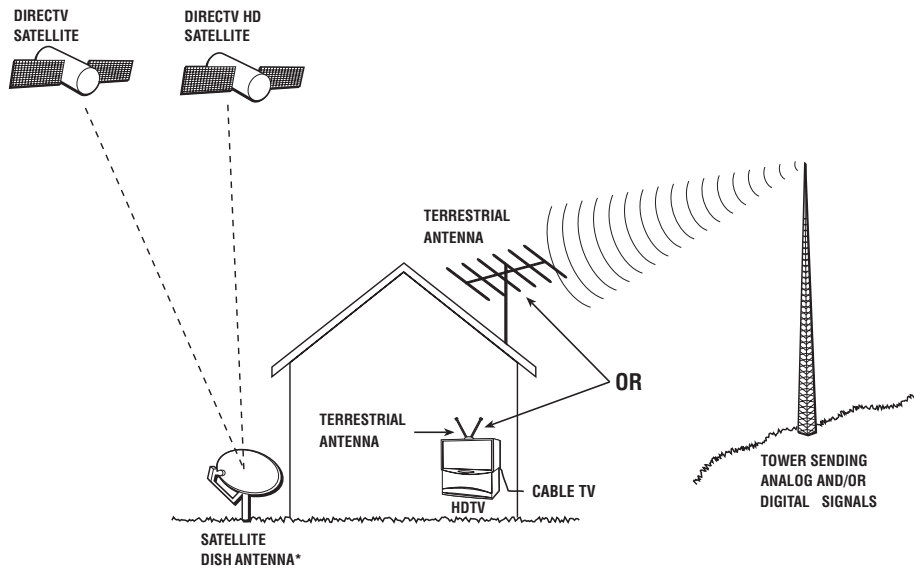 DIRECTV
SATELLITE
DIRECTV HD
SATELLITE
TERRESTRIAL
ANTENNA
OR
TERRESTRIAL
ANTENNA
CABLE TV
HDTV
TOWER SENDING
ANALOG AND/OR
DIGITAL SIGNALS
SATELLITE
DISH ANTENNA*